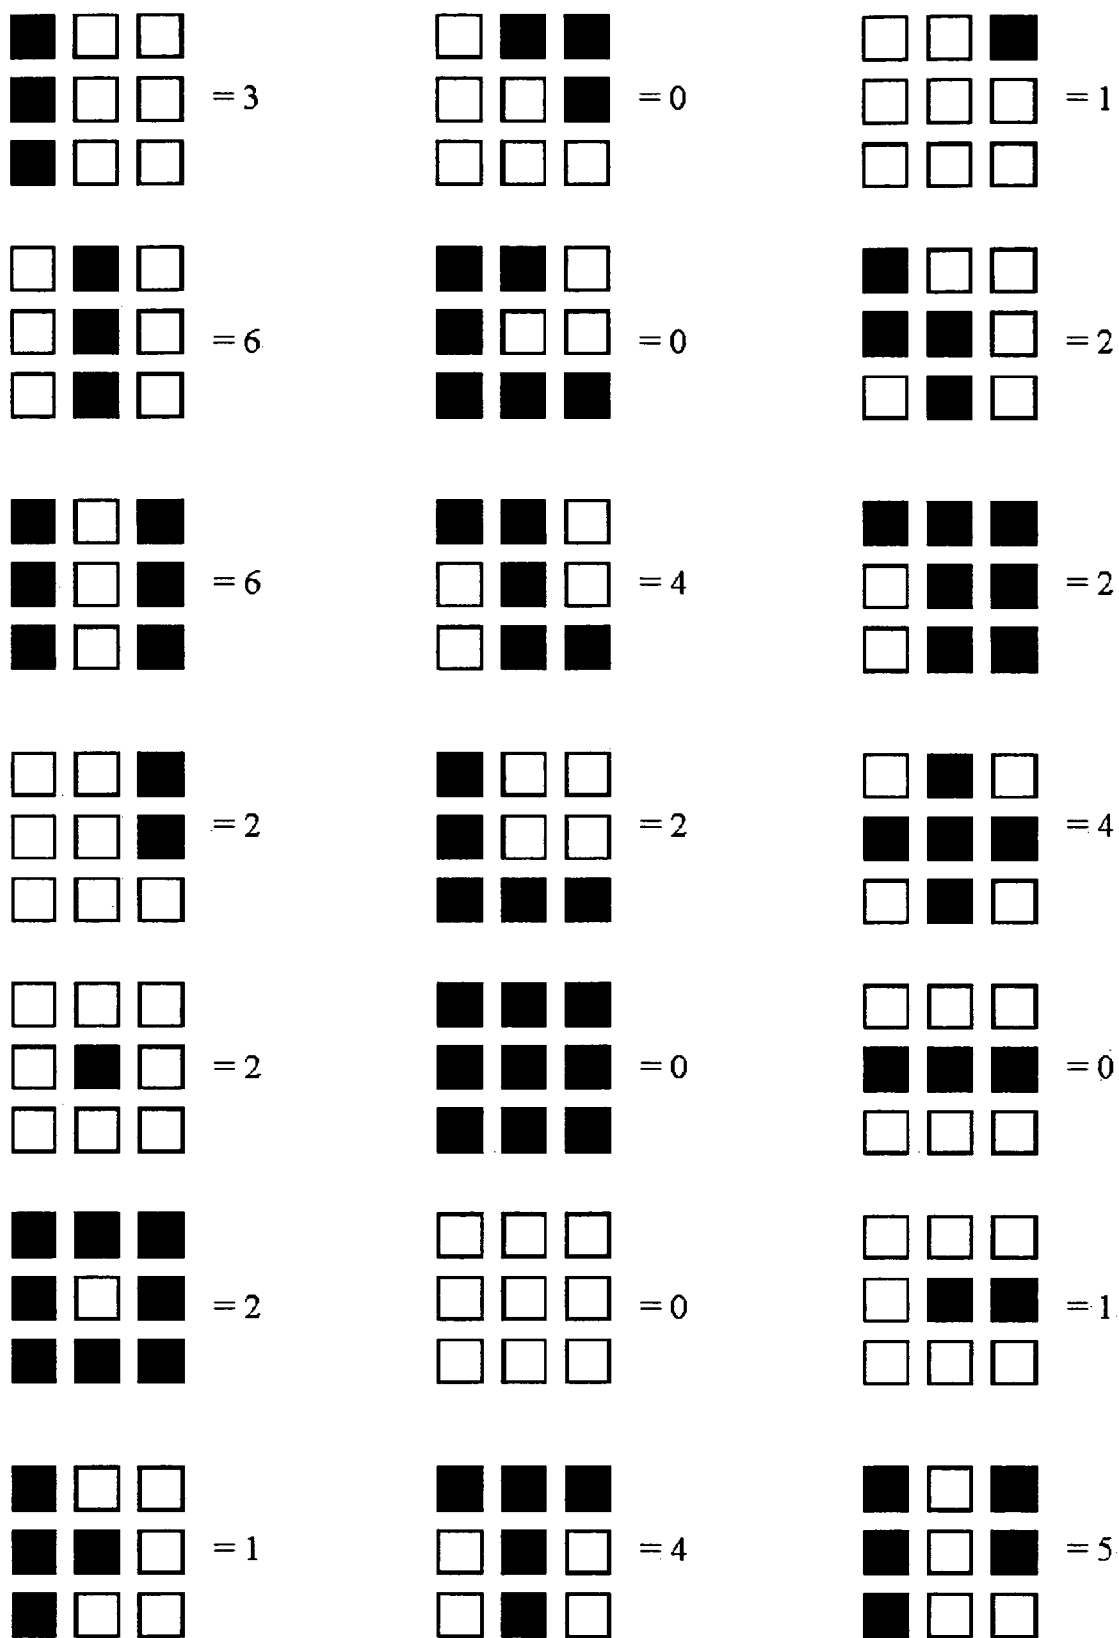 = 3 = 0 = 1
= 6 = 0 = 2
= 6 = 4 = 2
= 2 = 2 = 4
= 2 = 0 = 0
= 2 = 0 = 1
= 1 = 4 = 5